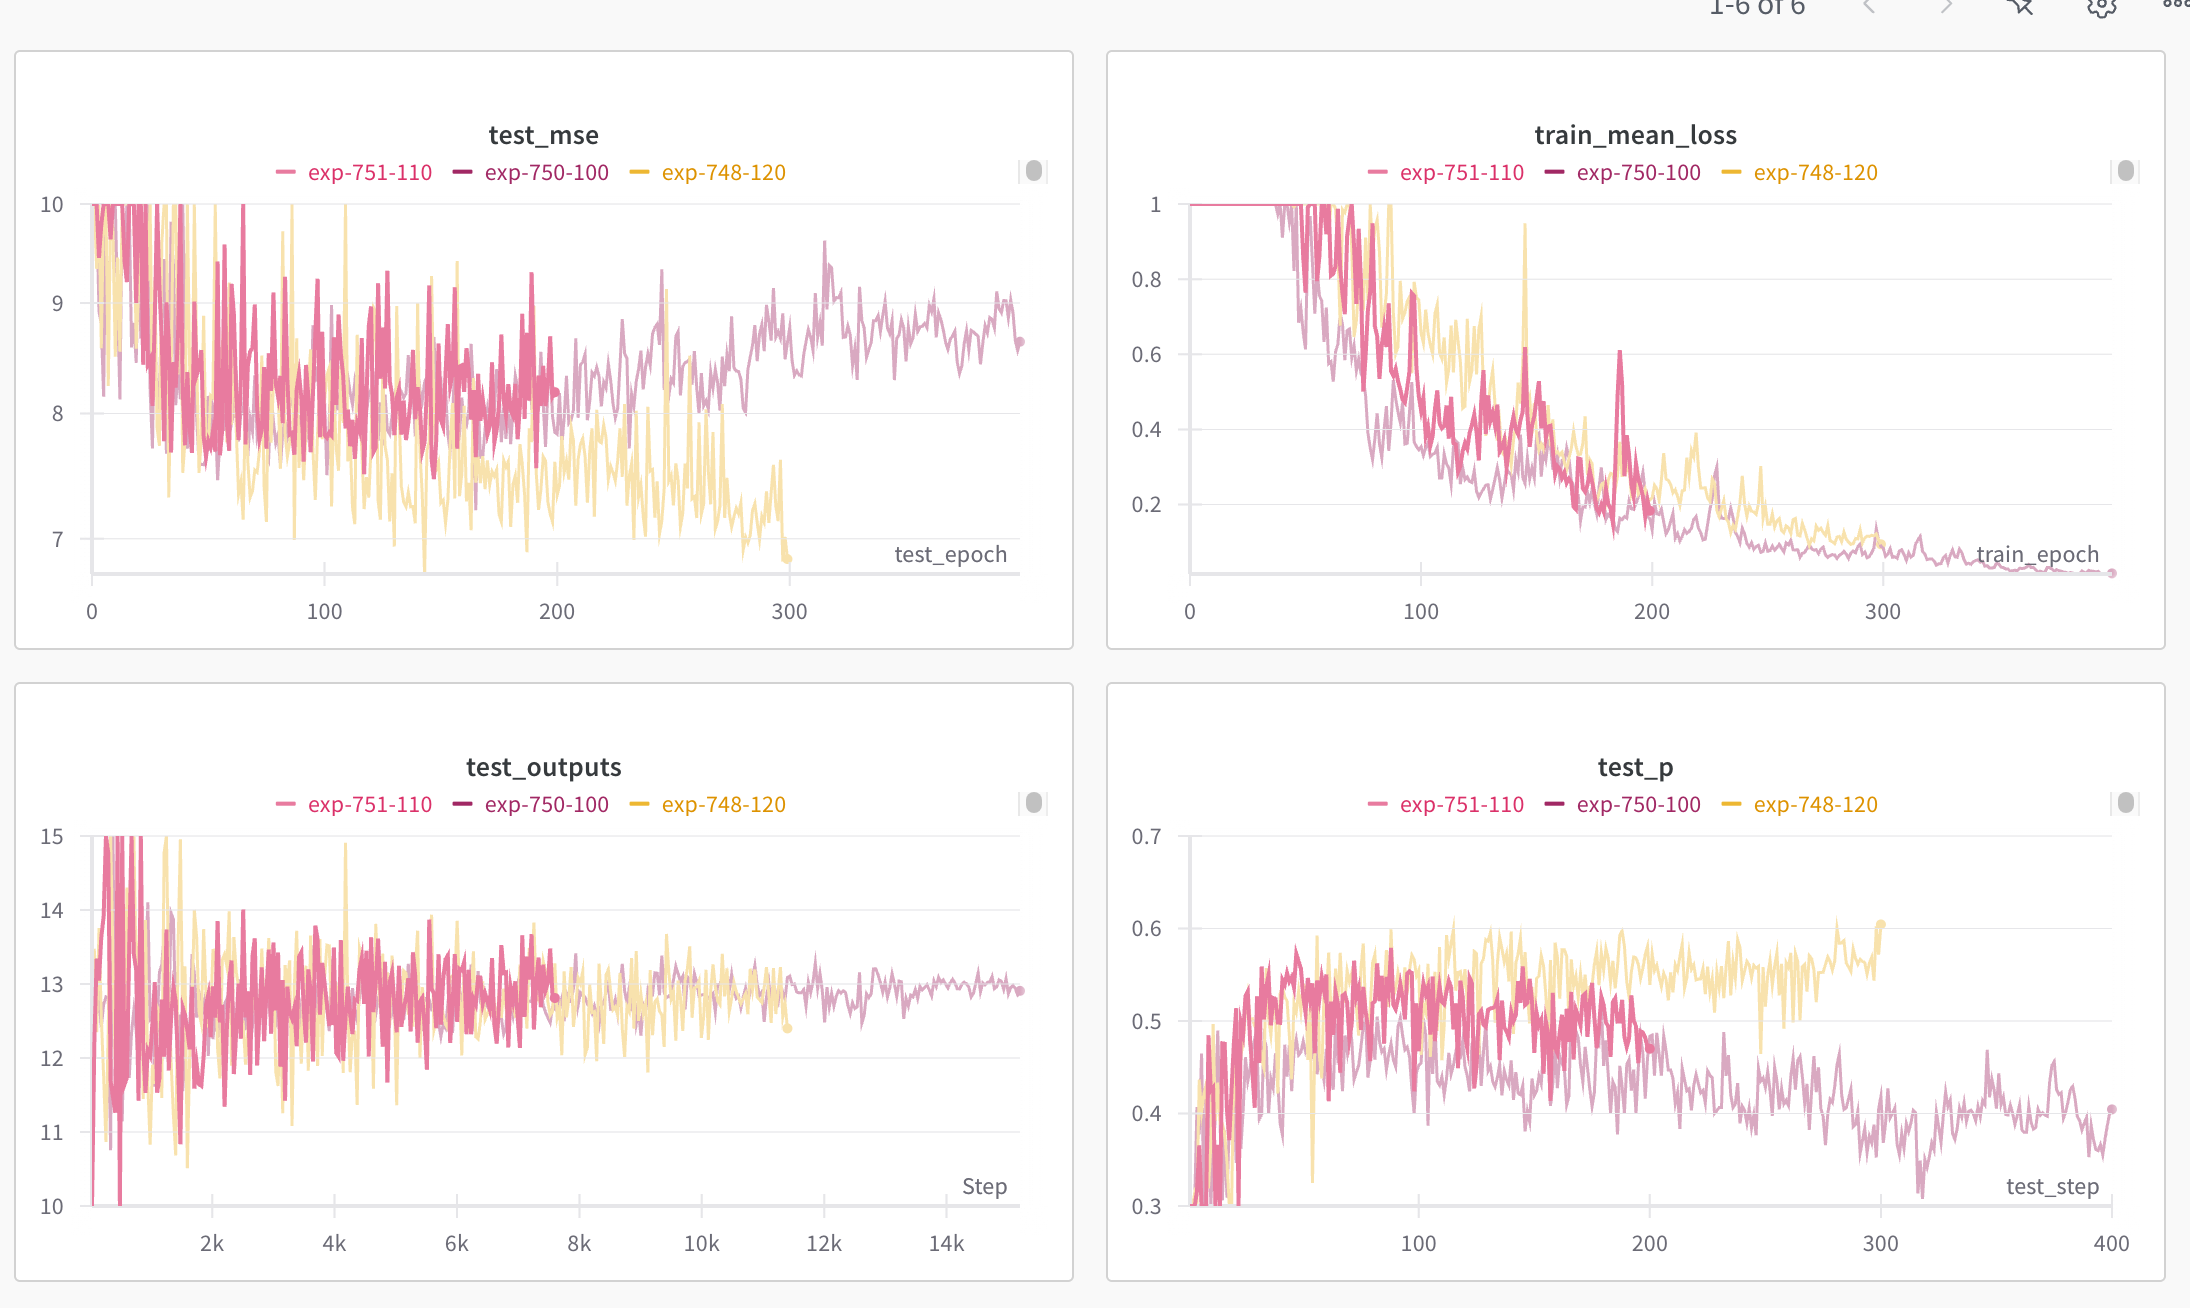 1-6 of 6
test_mse
exp-751-110 exp-750-100 exp-748-120
10
9
8
7
test_epoch
0 100 200 300
train_mean_loss
exp-751-110 exp-750-100 exp-748-120
1
0.8
0.6
0.4
0.2
train_epoch
0 100 200 300
test_outputs
exp-751-110 exp-750-100 exp-748-120
15
14
13
12
11
10
Step
2k 4k 6k 8k 10k 12k 14k
test_p
exp-751-110 exp-750-100 exp-748-120
0.7
0.6
0.5
0.4
0.3
test_step
100 200 300 400